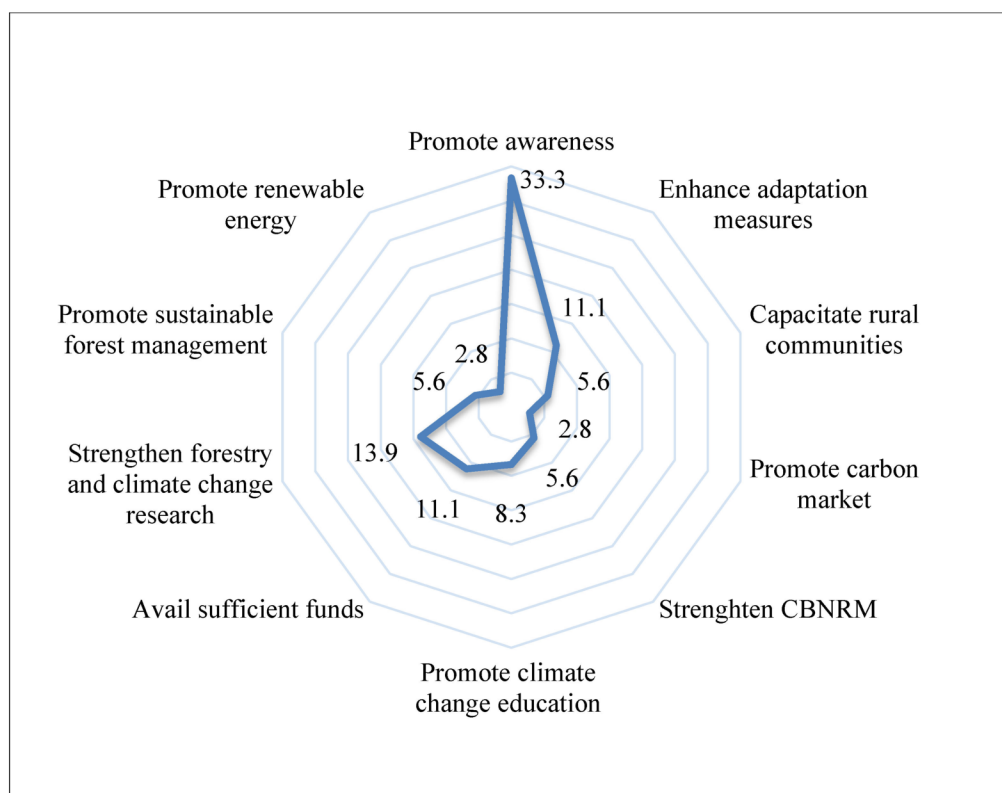 Promote awareness
33.3
Promote renewable
energy
Enhance adaptation
measures
11.1
Promote sustainable
forest management
Capacitate rural
communities
2.8
5.6
5.6
2.8
13.9
Strengthen forestry
and climate change
research
Promote carbon
market
5.6
11.1
8.3
Avail sufficient funds
Strenghten CBNRM
Promote climate
change education